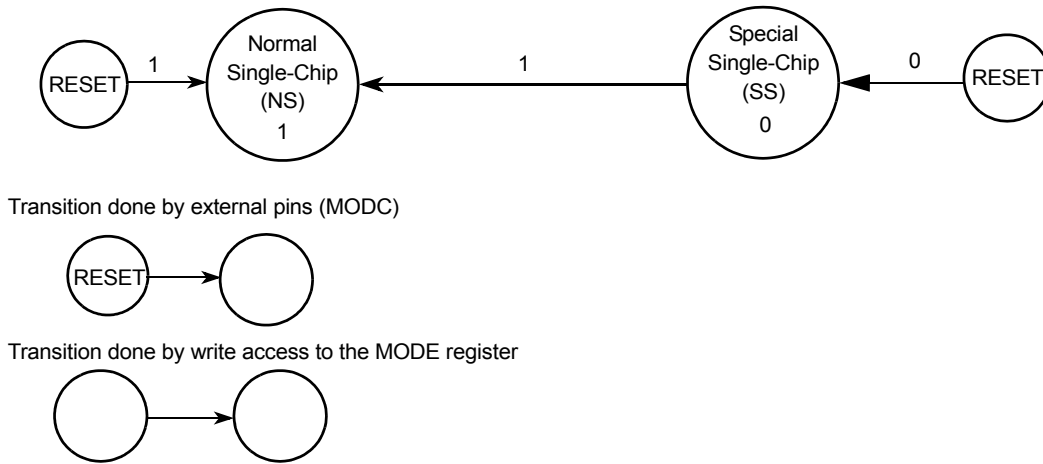 RESET
1
Normal
Single-Chip
(NS)
1
1
Special
Single-Chip
(SS)
0
0
RESET
Transition done by external pins (MODC)
RESET
Transition done by write access to the MODE register